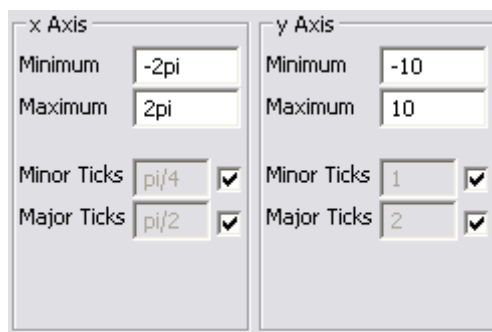 x Axis
Minimum -2pi
Maximum 2pi
Minor Ticks pi/4
Major Ticks pi/2
y Axis
Minimum -10
Maximum 10
Minor Ticks 1
Major Ticks 2